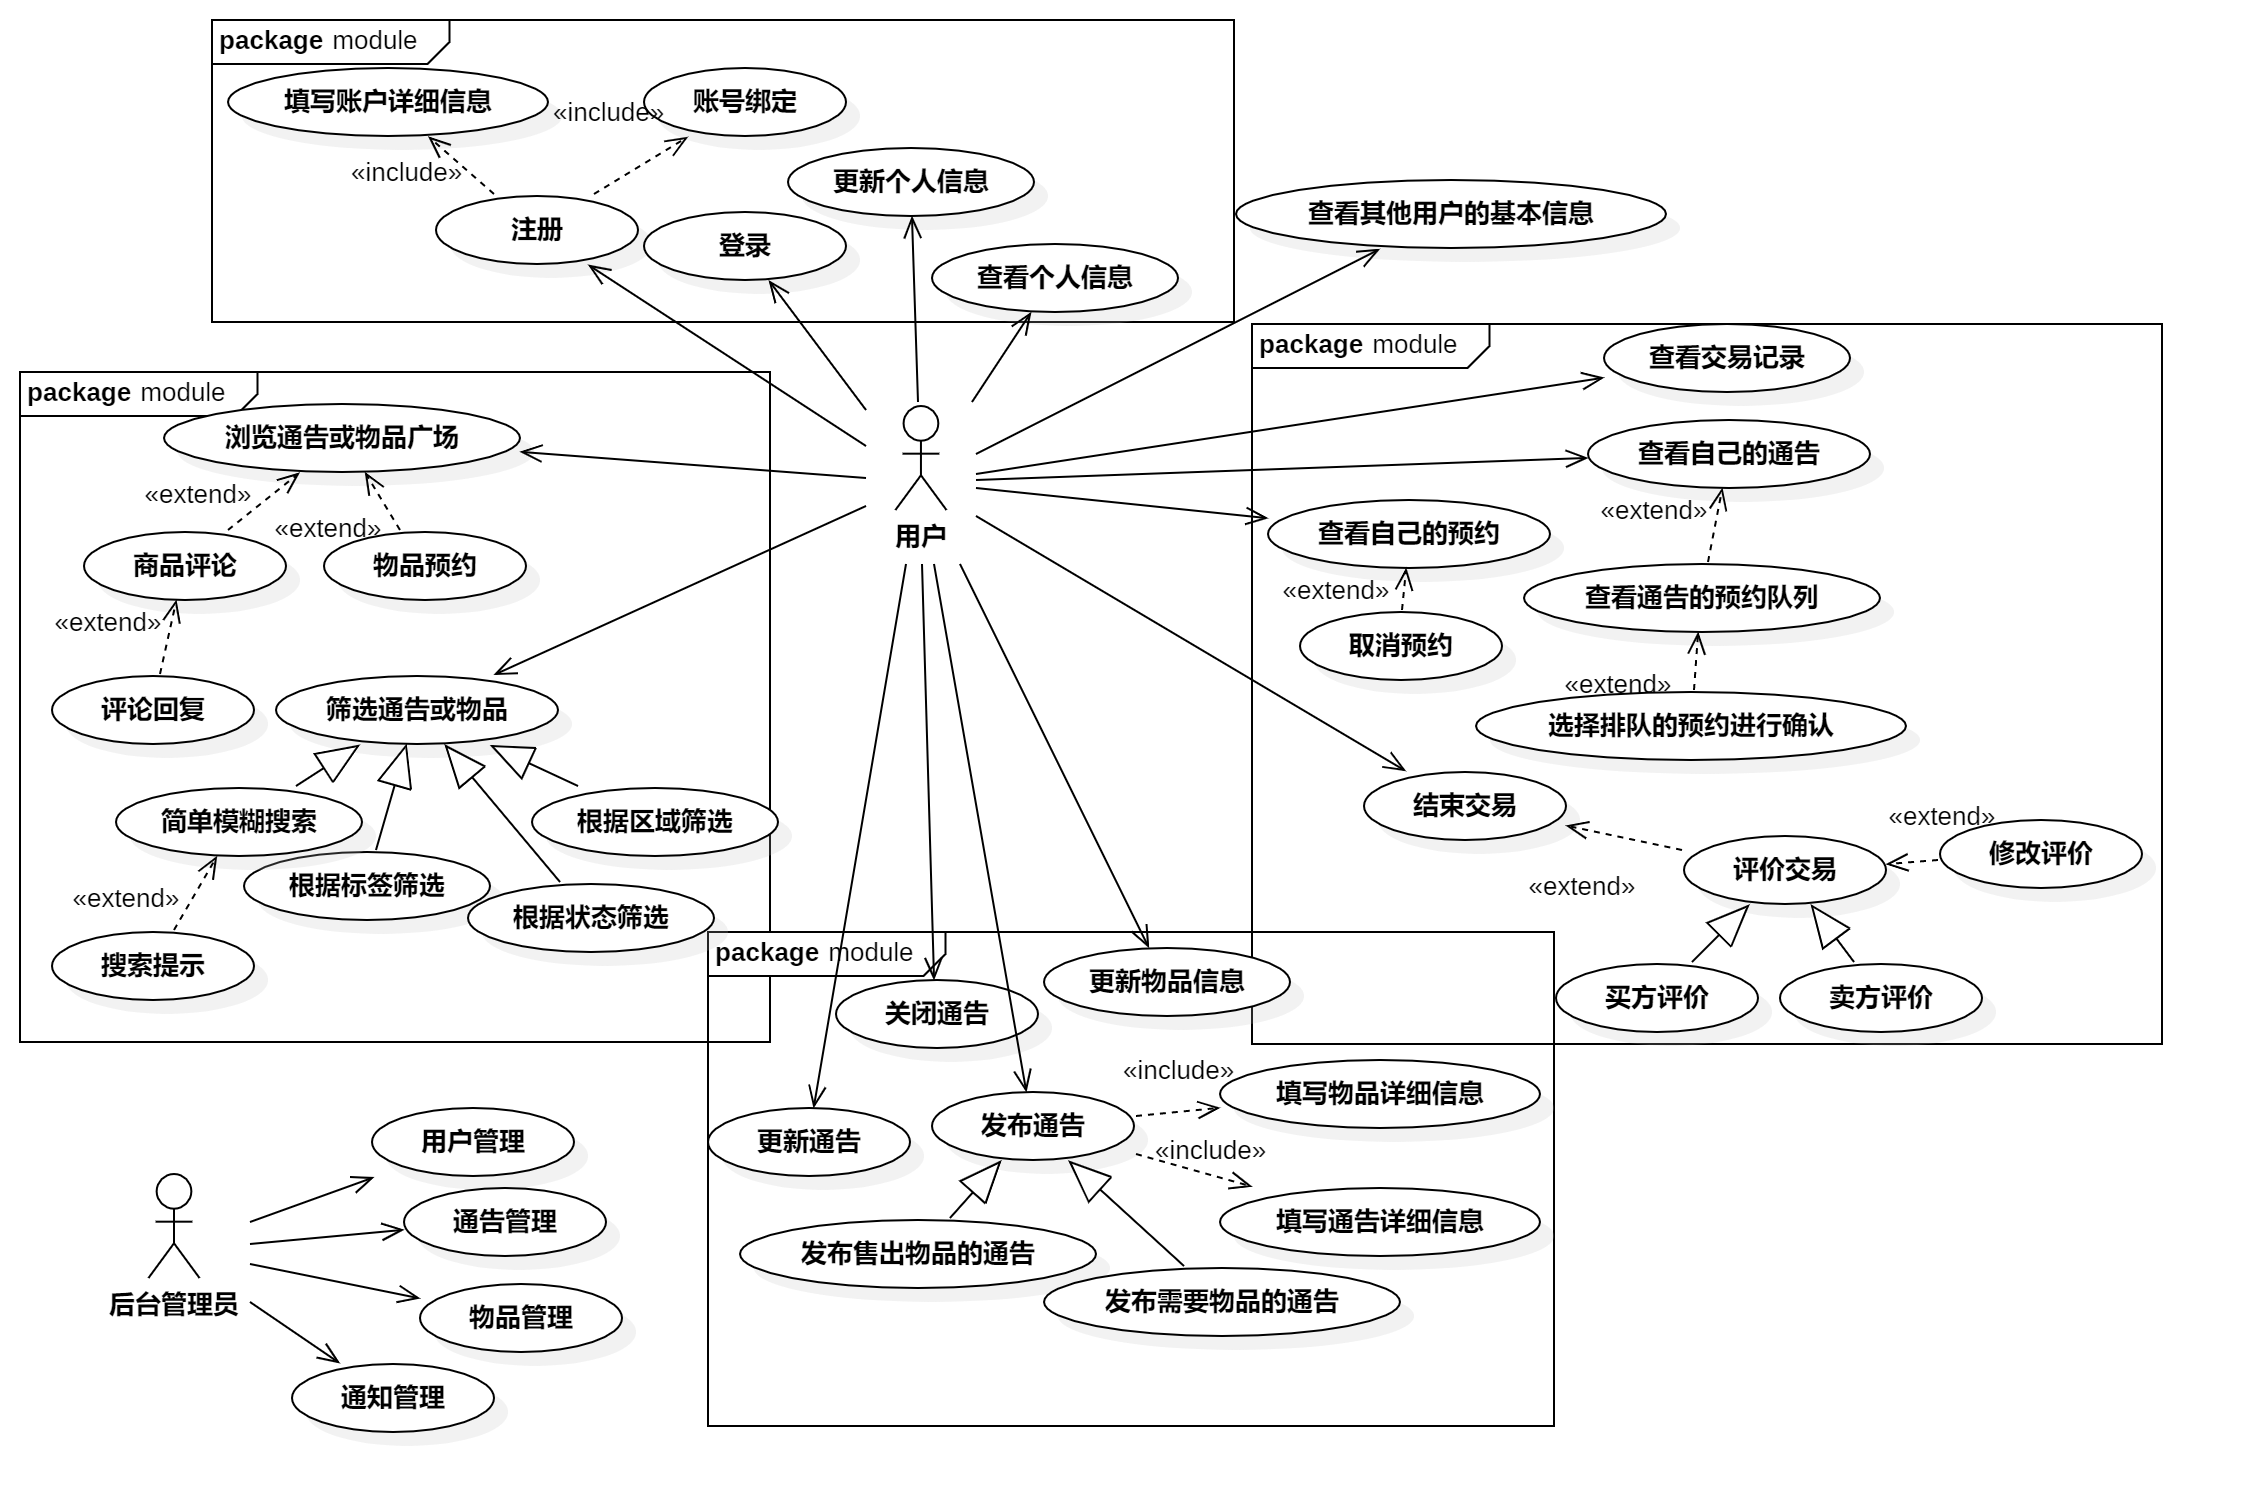 package module
填写账户详细信息
«include»
账号绑定
«include»
更新个人信息
注册
登录
查看个人信息
查看其他用户的基本信息
package module
浏览通告或物品广场
«extend»
«extend»
商品评论
物品预约
«extend»
评论回复
筛选通告或物品
简单模糊搜索
根据区域筛选
根据标签筛选
«extend»
根据状态筛选
搜索提示
用户
package module
查看交易记录
查看自己的通告
«extend»
查看自己的预约
«extend»
查看通告的预约队列
取消预约
«extend»
选择排队的预约进行确认
结束交易
«extend»
修改评价
评价交易
«extend»
买方评价
卖方评价
package module
更新物品信息
关闭通告
«include»
填写物品详细信息
发布通告
更新通告
«include»
填写通告详细信息
发布售出物品的通告
发布需要物品的通告
用户管理
通告管理
后台管理员
物品管理
通知管理